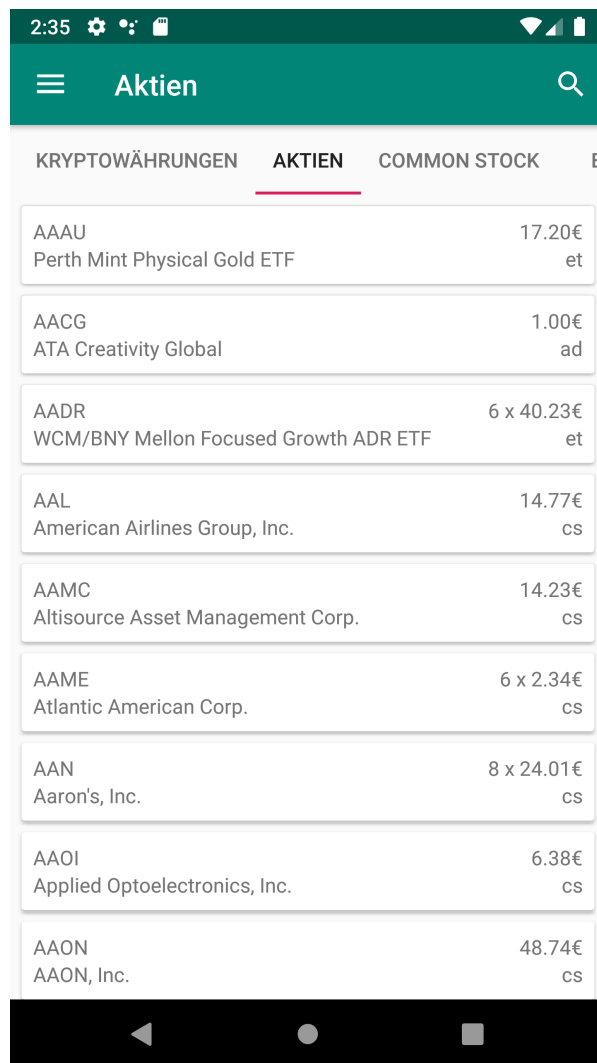 2:35
Aktien
KRYPTOWÄHRUNGEN AKTIEN COMMON STOCK
AAAU 17.20€
Perth Mint Physical Gold ETF et
AACG 1.00€
ATA Creativity Global ad
AADR 6 x 40.23€
WCM/BNY Mellon Focused Growth ADR ETF et
AAL 14.77€
American Airlines Group, Inc. cs
AAMC 14.23€
Altisource Asset Management Corp. cs
AAME 6 x 2.34€
Atlantic American Corp. cs
AAN 8 x 24.01€
Aaron's, Inc. cs
AAOI 6.38€
Applied Optoelectronics, Inc. cs
AAON 48.74€
AAON, Inc. cs